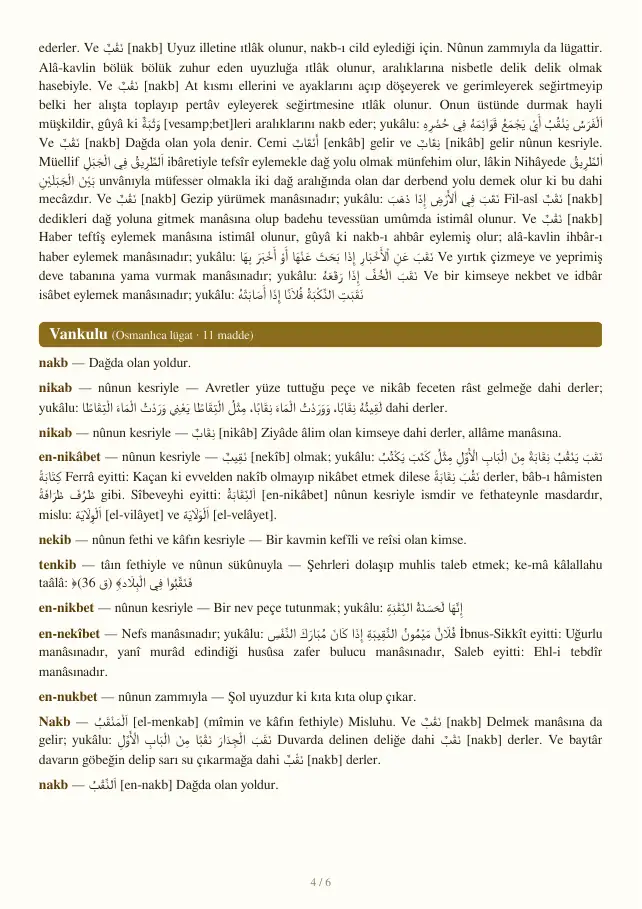 ederler. Ve نَقْبٌ [nakb] Uyuz illetine ıtlâk olunur, nakb-ı cild eylediği için. Nûnun zammıyla da lügattir.
Alâ-kavlin bölük bölük zuhur eden uyuzluğa ıtlâk olunur, aralıklarına nisbetle delik delik olmak
hasebiyle. Ve نَقْبٌ [nakb] At kısmı ellerini ve ayaklarını açıp döşeyerek ve gerimleyerek seğirtmeyip
belki her alışta toplayıp pertâv eyleyerek seğirtmesine ıtlâk olunur. Onun üstünde durmak hayli
müşkildir, gûyâ ki وَثْبَةٌ [vesamp;bet]leri aralıklarını nakb eder; yukâlu: اَلْفَرَسُ يَنْقُبُ أَيْ يَجْمَعُ قَوَائِمَهُ فِي حُضْرِهِ
Ve نَقْبٌ [nakb] Dağda olan yola denir. Cemi أَنْقَابٌ [enkâb] gelir ve نِقَابٌ [nikâb] gelir nûnun kesriyle.
Müellif اَلطَّرِيقُ فِي الْجَبَلِ ibâretiyle tefsîr eylemekle dağ yolu olmak münfehim olur, lâkin Nihâyede اَلطَّرِيقُ
بَيْنَ الْجَبَلَيْنِ unvâniyla müfesser olmakla iki dağ aralığında olan dar derbend yolu demek olur ki bu dahi
mecâzdır. Ve نَقْبٌ [nakb] Gezip yürümek manâsınadır; yukâlu: نَقَبَ فِي الْأَرْضِ إِذَا ذَهَبَ Fil-asl نَقْبٌ [nakb]
dedikleri dağ yoluna gitmek manâsına olup badehu tevessüan umûmda istimâl olunur. Ve نَقْبٌ [nakb]
Haber teftîş eylemek manâsına istimâl olunur, gûyâ ki nakb-ı ahbâr eylemiş olur; alâ-kavlin ihbâr-ı
haber eylemek manâsınadır; yukâlu: نَقَبَ عَنِ الْأَخْبَارِ إِذَا بَحَثَ عَنْهَا أَوْ أَخْبَرَ بِهَا Ve yırtık çizmeye ve yeprimiş
deve tabanına yama vurmak manâsınadır; yukâlu: نَقَبَ الْخُفَّ إِذَا رَقَعَهُ Ve bir kimseye nekbet ve idbâr
isâbet eylemek manâsınadır; yukâlu: نَقَبَتِ النَّكْبَةُ فُلَانًا إِذَا أَصَابَتْهُ
Vankulu (Osmanlıca lügat · 11 madde)
nakb — Dağda olan yoldur.
nikab — nûnun kesriyle — Avretler yüze tuttuğu peçe ve nikâb feceten râst gelmeğe dahi derler;
yukâlu: لَقِيتُهُ نِقَابًا، وَوَرَدْتُ الْمَاءَ نِقَابًا، مِثْلُ الْتِقَاطًا يَعْنِي وَرَدْتُ الْمَاءَ الْتِقَاطًا dahi derler.
nikab — nûnun kesriyle — نِقَابٌ [nikâb] Ziyâde âlim olan kimseye dahi derler, allâme manâsına.
en-nikâbet — nûnun kesriyle — نَقِيبٌ [nekîb] olmak; yukâlu: نَقَبَ يَنْقُبُ نِقَابَةً مِنَ الْبَابِ الْأَوَّلِ مِثْلُ كَتَبَ يَكْتُبُ
كِتَابَةً Ferrâ eyitti: Kaçan ki evvelden nakîb olmayıp nikâbet etmek dilese نَقُبَ نِقَابَةً derler, bâb-ı hâmisten
ظَرُفَ ظَرَافَةً gibi. Sîbeveyhi eyitti: اَلنِّقَابَةُ [en-nikâbet] nûnun kesriyle ismdir ve fethateynle masdardır,
mislu: اَلْوِلَايَة [el-vilâyet] ve اَلْوَلَايَة [el-velâyet].
nekib — nûnun fethi ve kâfın kesriyle — Bir kavmin kefîli ve reîsi olan kimse.
tenkib — tâın fethiyle ve nûnun sükûnuyla — Şehrleri dolaşıp muhlis taleb etmek; ke-mâ kâlallahu
taâlâ: ﴿فَنَقَّبُوا فِي الْبِلَادِ﴾ (ق 36)
en-nikbet — nûnun kesriyle — Bir nev peçe tutunmak; yukâlu: إِنَّهَا لَحَسَنَةُ النِّقْبَةِ
en-nekîbet — Nefs manâsınadır; yukâlu: فُلَانٌ مَيْمُونُ النَّقِيبَةِ إِذَا كَانَ مُبَارَكَ النَّفْسِ İbnus-Sikkît eyitti: Uğurlu
manâsınadır, yanî murâd edindiği husûsa zafer bulucu manâsınadır, Saleb eyitti: Ehl-i tebdîr
manâsınadır.
en-nukbet — nûnun zammıyla — Şol uyuzdur ki kıta kıta olup çıkar.
Nakb — اَلْمَنْقَبُ [el-menkab] (mîmin ve kâfın fethiyle) Misluhu. Ve نَقْبٌ [nakb] Delmek manâsına da
gelir; yukâlu: نَقَبَ الْجِدَارَ نَقْبًا مِنَ الْبَابِ الْأَوَّلِ Duvarda delinen deliğe dahi نَقْبٌ [nakb] derler. Ve baytâr
davarın göbeğin delip sarı su çıkarmağa dahi نَقْبٌ [nakb] derler.
nakb — اَلنَّقْبُ [en-nakb] Dağda olan yoldur.
4 / 6